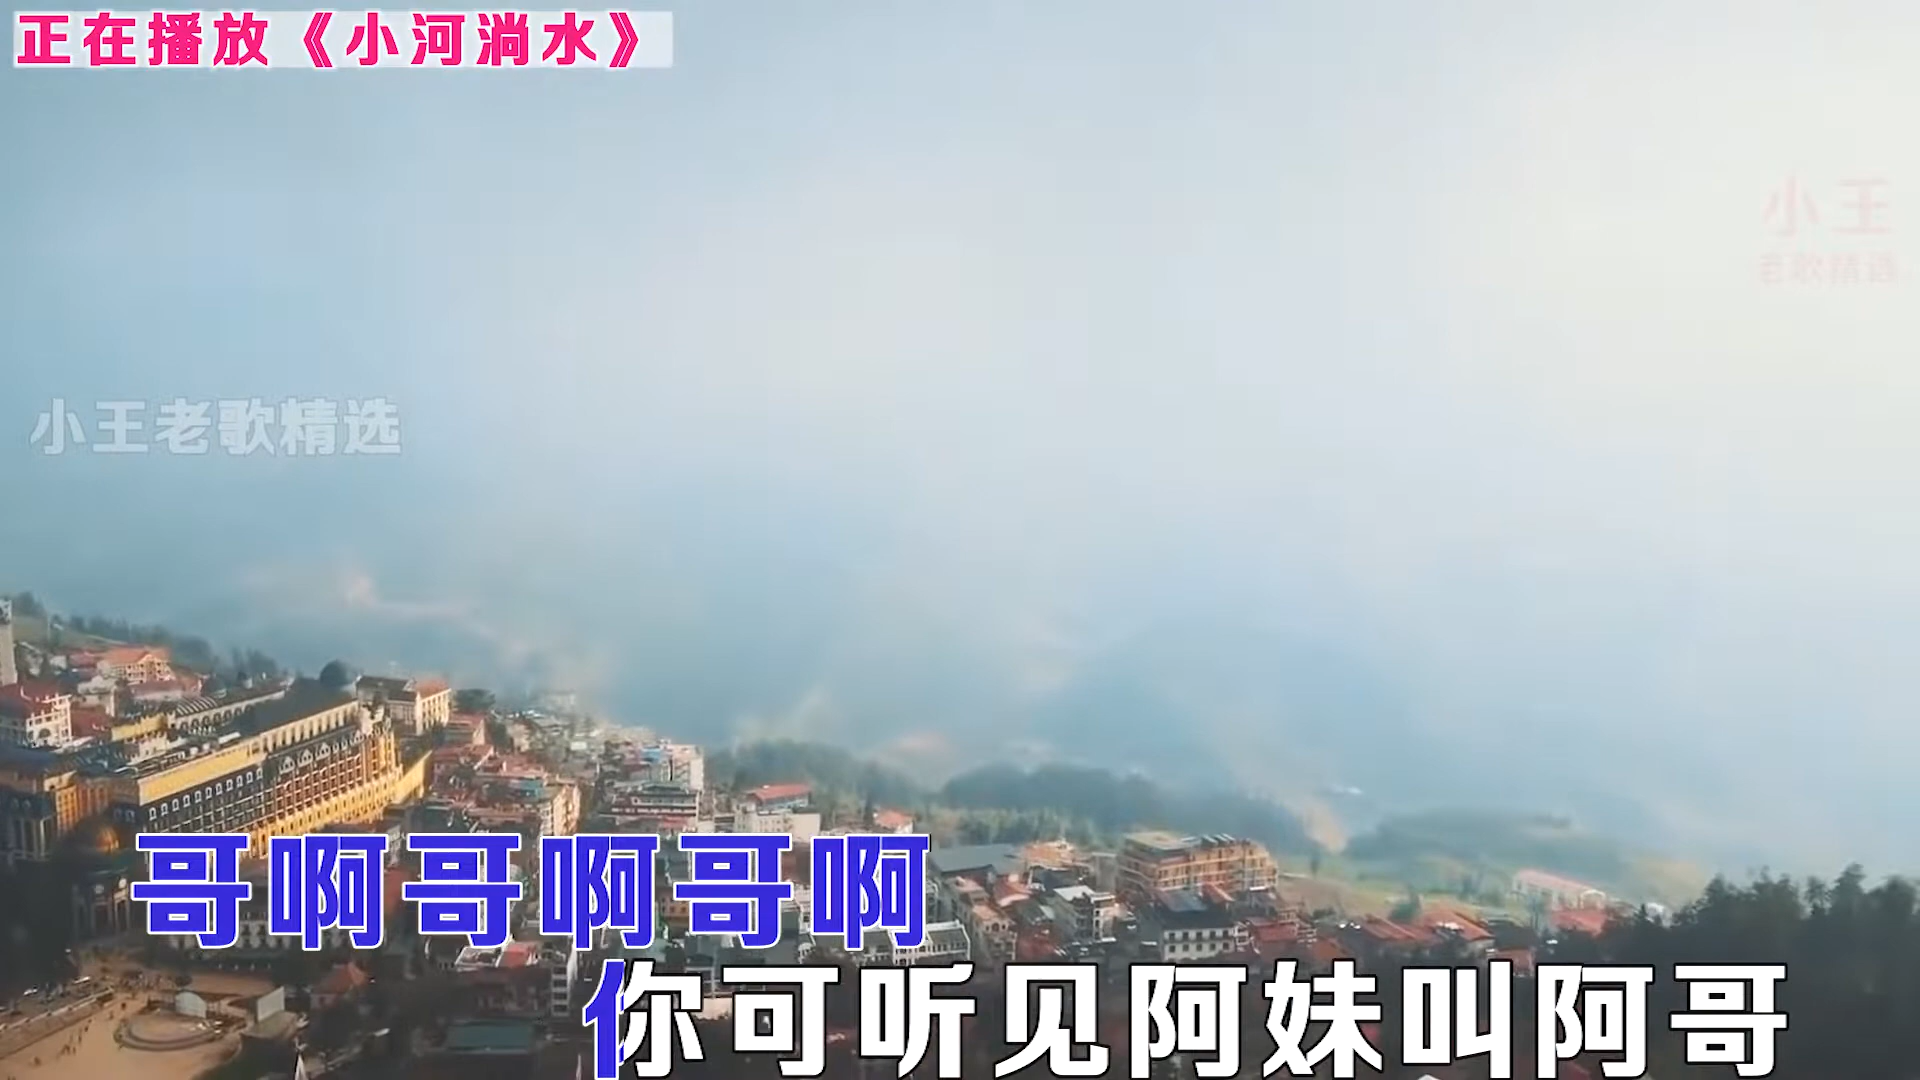 正在播放《小河淌水》
小王
老歌精选
小王老歌精选
哥啊哥啊哥啊
你可听见阿妹叫阿哥